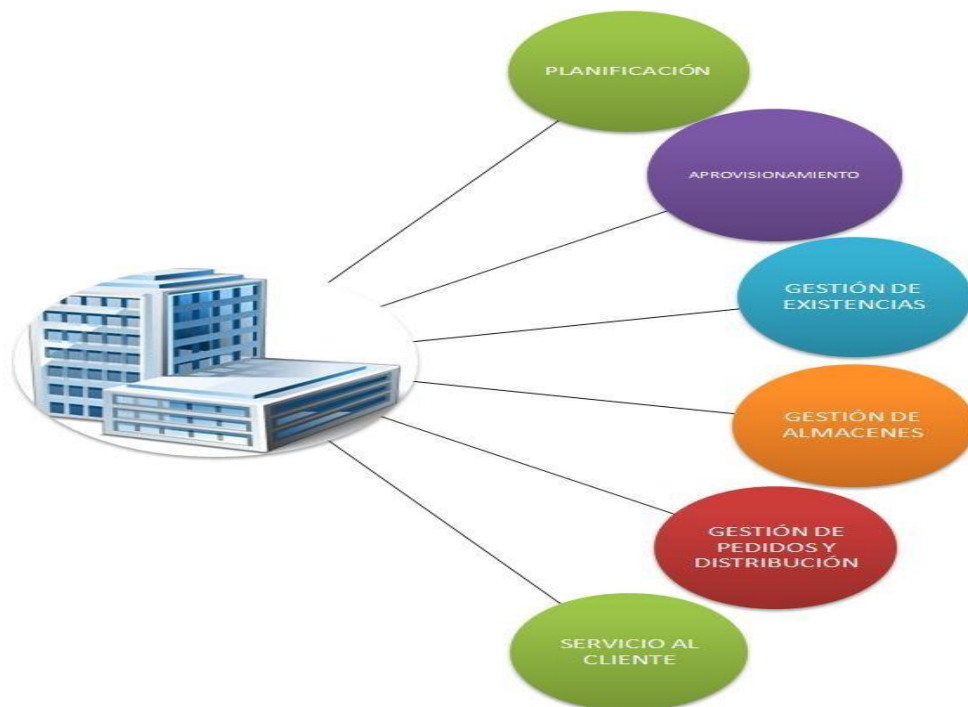 PLANIFICACIÓN
APROVISIONAMIENTO
GESTIÓN DE
EXISTENCIAS
GESTIÓN DE
ALMACENES
GESTIÓN DE
PEDIDOS Y
DISTRIBUCIÓN
SERVICIO AL
CLIENTE